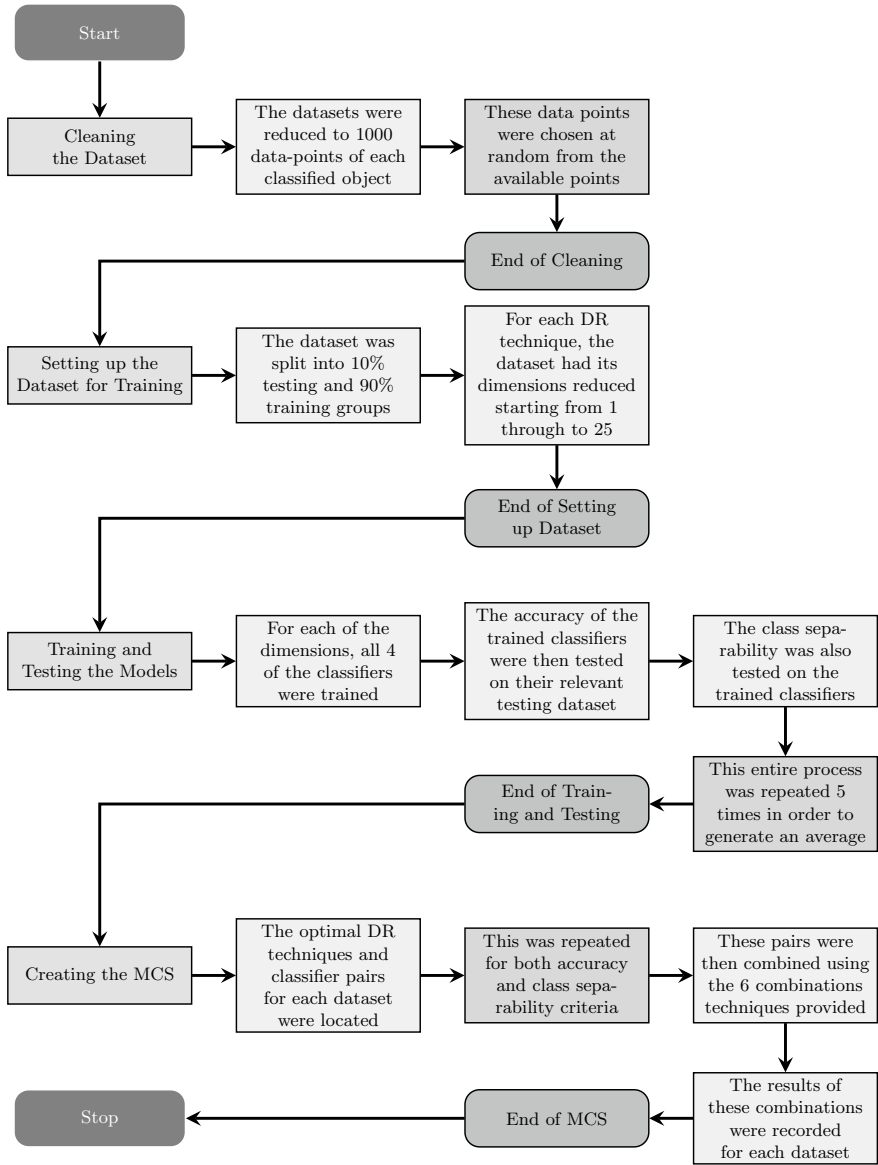 Start
Cleaning
the Dataset
The datasets were
reduced to 1000
data-points of each
classified object
These data points
were chosen at
random from the
available points
End of Cleaning
Setting up the
Dataset for Training
The dataset was
split into 10%
testing and 90%
training groups
For each DR
technique, the
dataset had its
dimensions reduced
starting from 1
through to 25
End of Setting
up Dataset
Training and
Testing the Models
For each of the
dimensions, all 4
of the classifiers
were trained
The accuracy of the
trained classifiers
were then tested
on their relevant
testing dataset
The class sepa-
rability was also
tested on the
trained classifiers
This entire process
was repeated 5
times in order to
generate an average
End of Train-
ing and Testing
Creating the MCS
The optimal DR
techniques and
classifier pairs
for each dataset
were located
This was repeated
for both accuracy
and class sepa-
rability criteria
These pairs were
then combined using
the 6 combinations
techniques provided
The results of
these combinations
were recorded
for each dataset
End of MCS
Stop